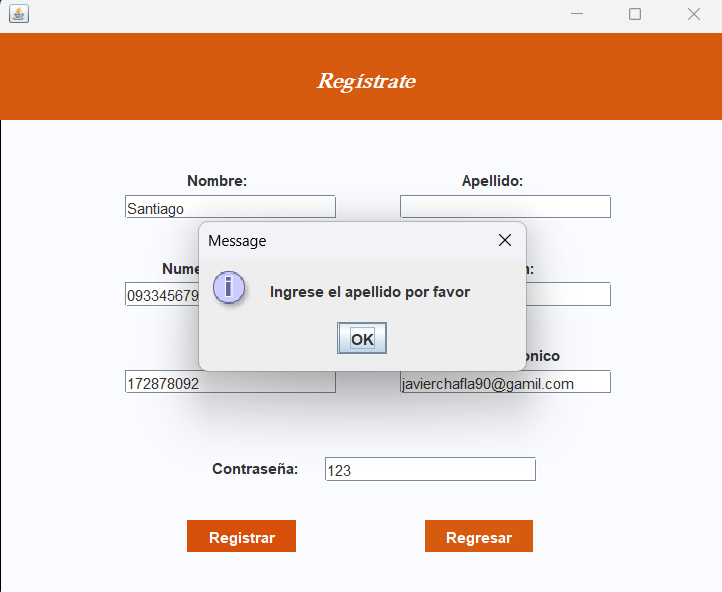 Regístrate
Nombre:
Apellido:
Santiago
Message
Ingrese el apellido por favor
OK
093345679
172878092
javierchafla90@gamil.com
Contraseña:
123
Registrar
Regresar